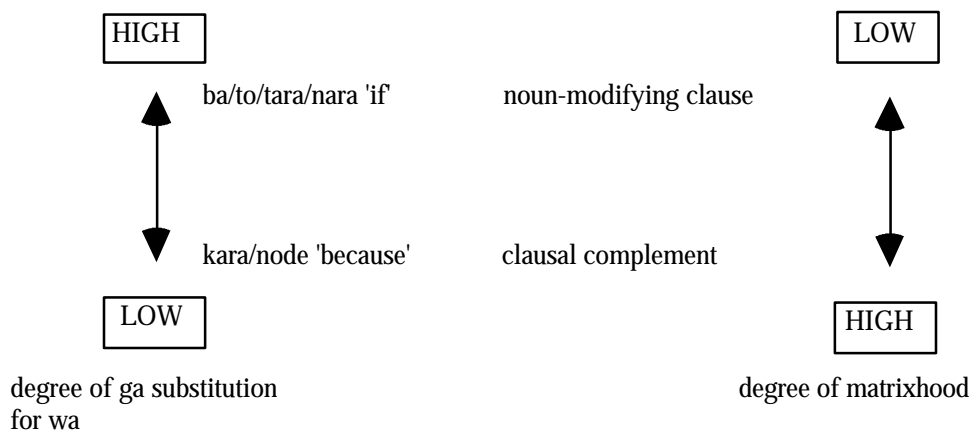 HIGH
LOW
ba/to/tara/nara 'if'
noun-modifying clause
kara/node 'because'
clausal complement
LOW
HIGH
degree of ga substitution
for wa
degree of matrixhood